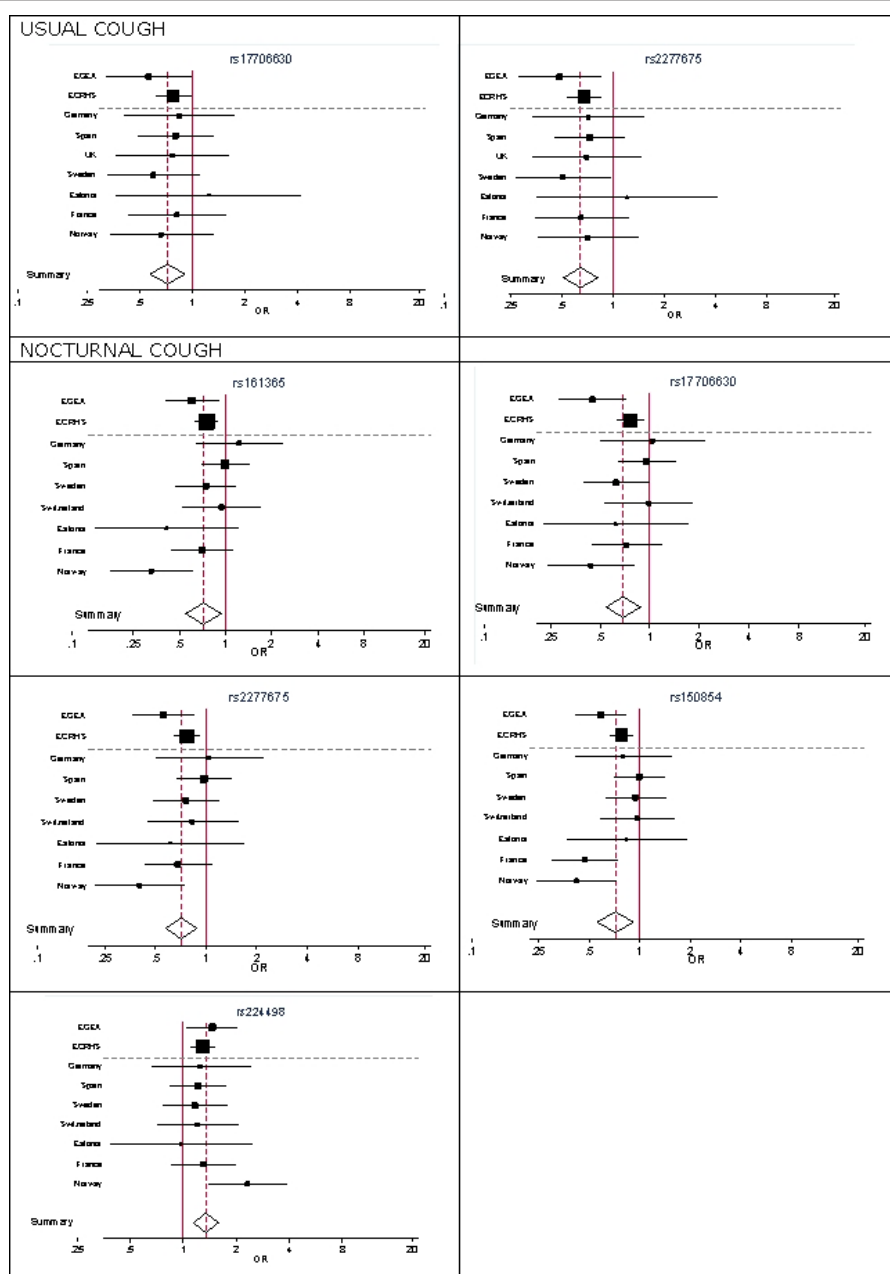 USUAL COUGH
rs17706630
EGEA
ECRHS
Germany
Spain
UK
Sweden
Estonia
France
Norway
Summary
.1 .25 .5 1 2 4 8 20
OR
rs2277675
EGEA
ECRHS
Germany
Spain
UK
Sweden
Estonia
France
Norway
Summary
.1 .25 .5 1 2 4 8 20
OR
NOCTURNAL COUGH
rs161365
EGEA
ECRHS
Germany
Spain
Sweden
Switzerland
Estonia
France
Norway
Summary
.1 .25 .5 1 2 4 8 20
OR
rs17706630
EGEA
ECRHS
Germany
Spain
Sweden
Switzerland
Estonia
France
Norway
Summary
.1 .25 .5 1 2 4 8 20
OR
rs2277675
EGEA
ECRHS
Germany
Spain
Sweden
Switzerland
Estonia
France
Norway
Summary
.1 .25 .5 1 2 4 8 20
OR
rs150854
EGEA
ECRHS
Germany
Spain
Sweden
Switzerland
Estonia
France
Norway
Summary
.1 .25 .5 1 2 4 8 20
OR
rs224498
EGEA
ECRHS
Germany
Spain
Sweden
Switzerland
Estonia
France
Norway
Summary
.25 .5 1 2 4 8 20
OR